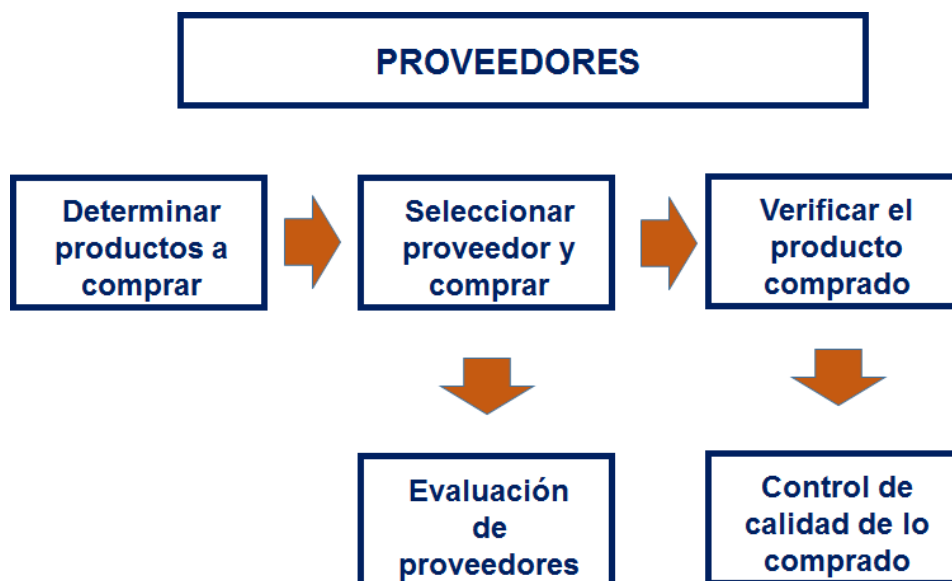 PROVEEDORES
Determinar
productos a
comprar
Seleccionar
proveedor y
comprar
Verificar el
producto
comprado
Evaluación
de
proveedores
Control de
calidad de lo
comprado